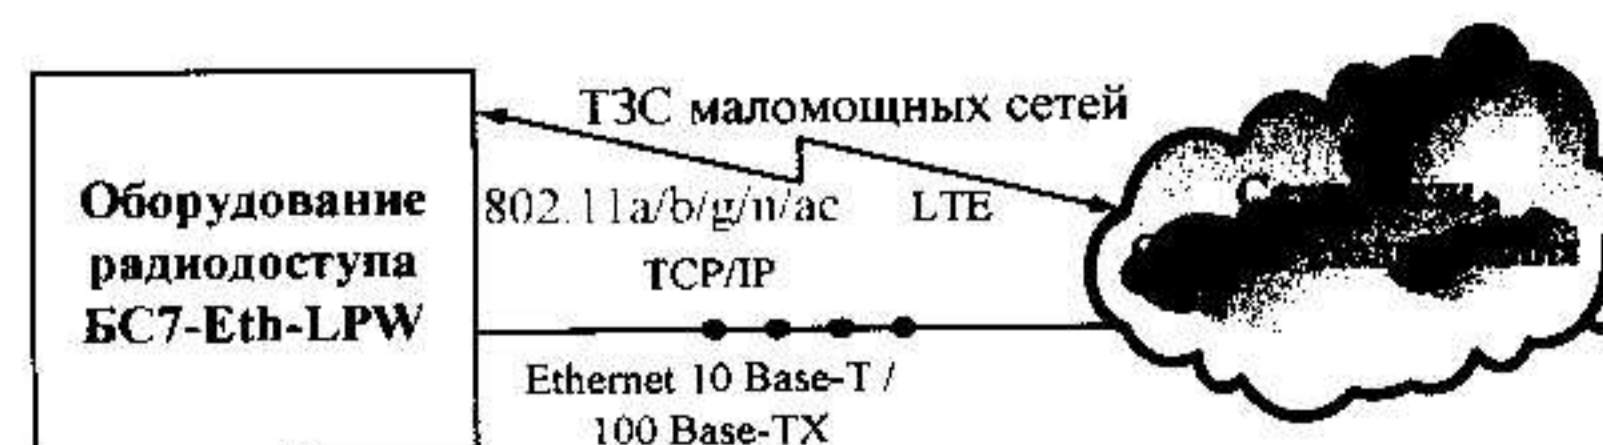 ТЗС маломощных сетей
Оборудование
радиодоступа
БС7-Eth-LPW
802.11a/b/g/n/ac LTE
TCP/IP
Ethernet 10 Base-T /
100 Base-TX